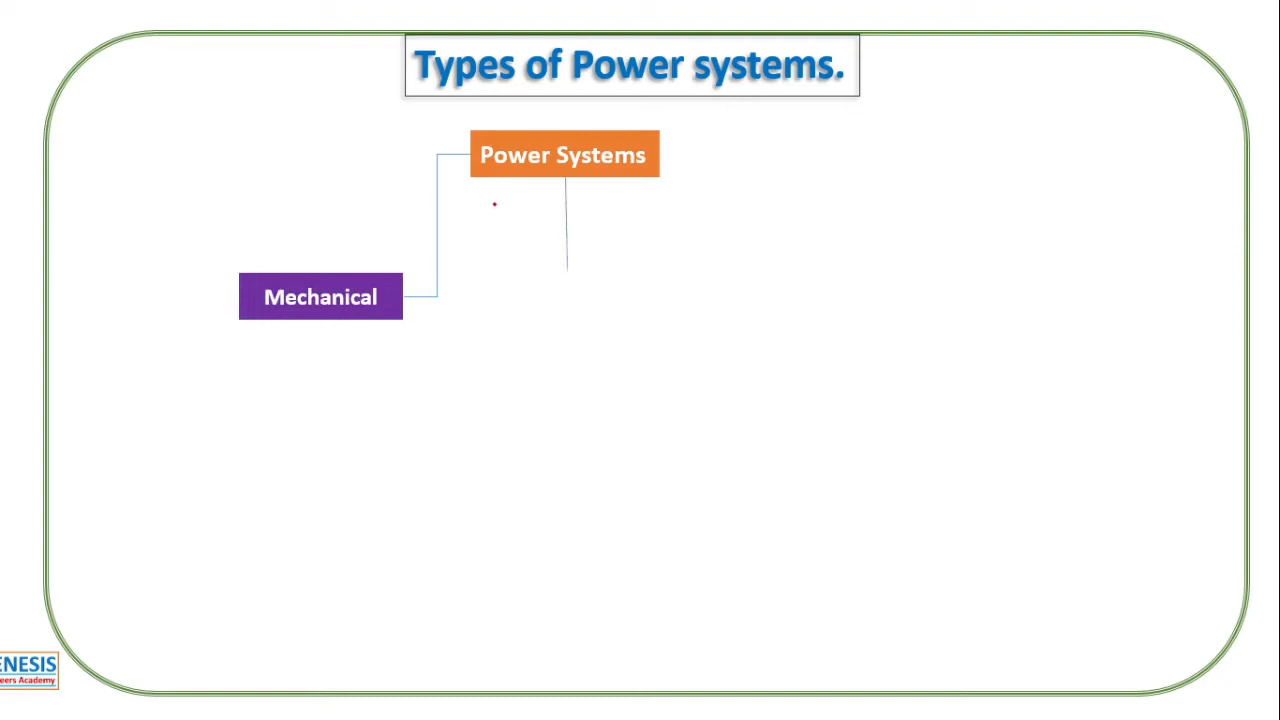 Types of Power systems.
Power Systems
Mechanical
ENESIS
eers Academy